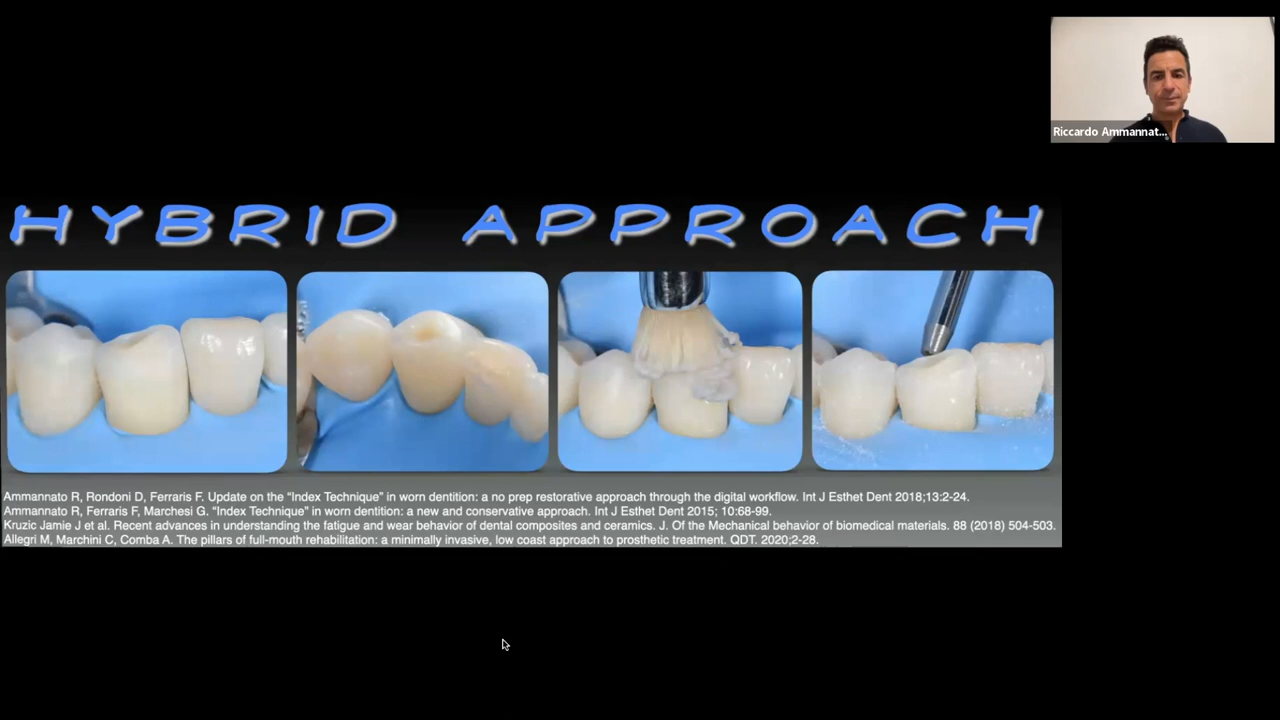 Riccardo Ammannat...
HYBRID APPROACH
Ammannato R, Rondoni D, Ferraris F. Update on the “Index Technique” in worn dentition: a no prep restorative approach through the digital workflow. Int J Esthet Dent 2018;13:2-24.
Ammannato R, Ferraris F, Marchesi G. “Index Technique” in worn dentition: a new and conservative approach. Int J Esthet Dent 2015; 10:68-99.
Kruzic Jamie J et al. Recent advances in understanding the fatigue and wear behavior of dental composites and ceramics. J. Of the Mechanical behavior of biomedical materials. 88 (2018) 504-503.
Allegri M, Marchini C, Comba A. The pillars of full-mouth rehabilitation: a minimally invasive, low coast approach to prosthetic treatment. QDT. 2020;2-28.